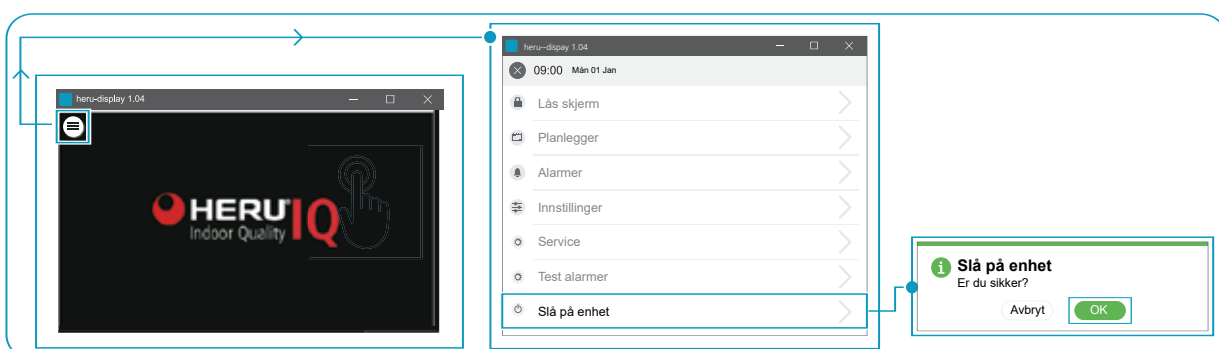 heru-display 1.04
HERU® IQ
Indoor Quality
heru--dispay 1.04
09:00 Mån 01 Jan
Lås skjerm
Planlegger
Alarmer
Innstillinger
Service
Test alarmer
Slå på enhet
Slå på enhet
Er du sikker?
Avbryt OK